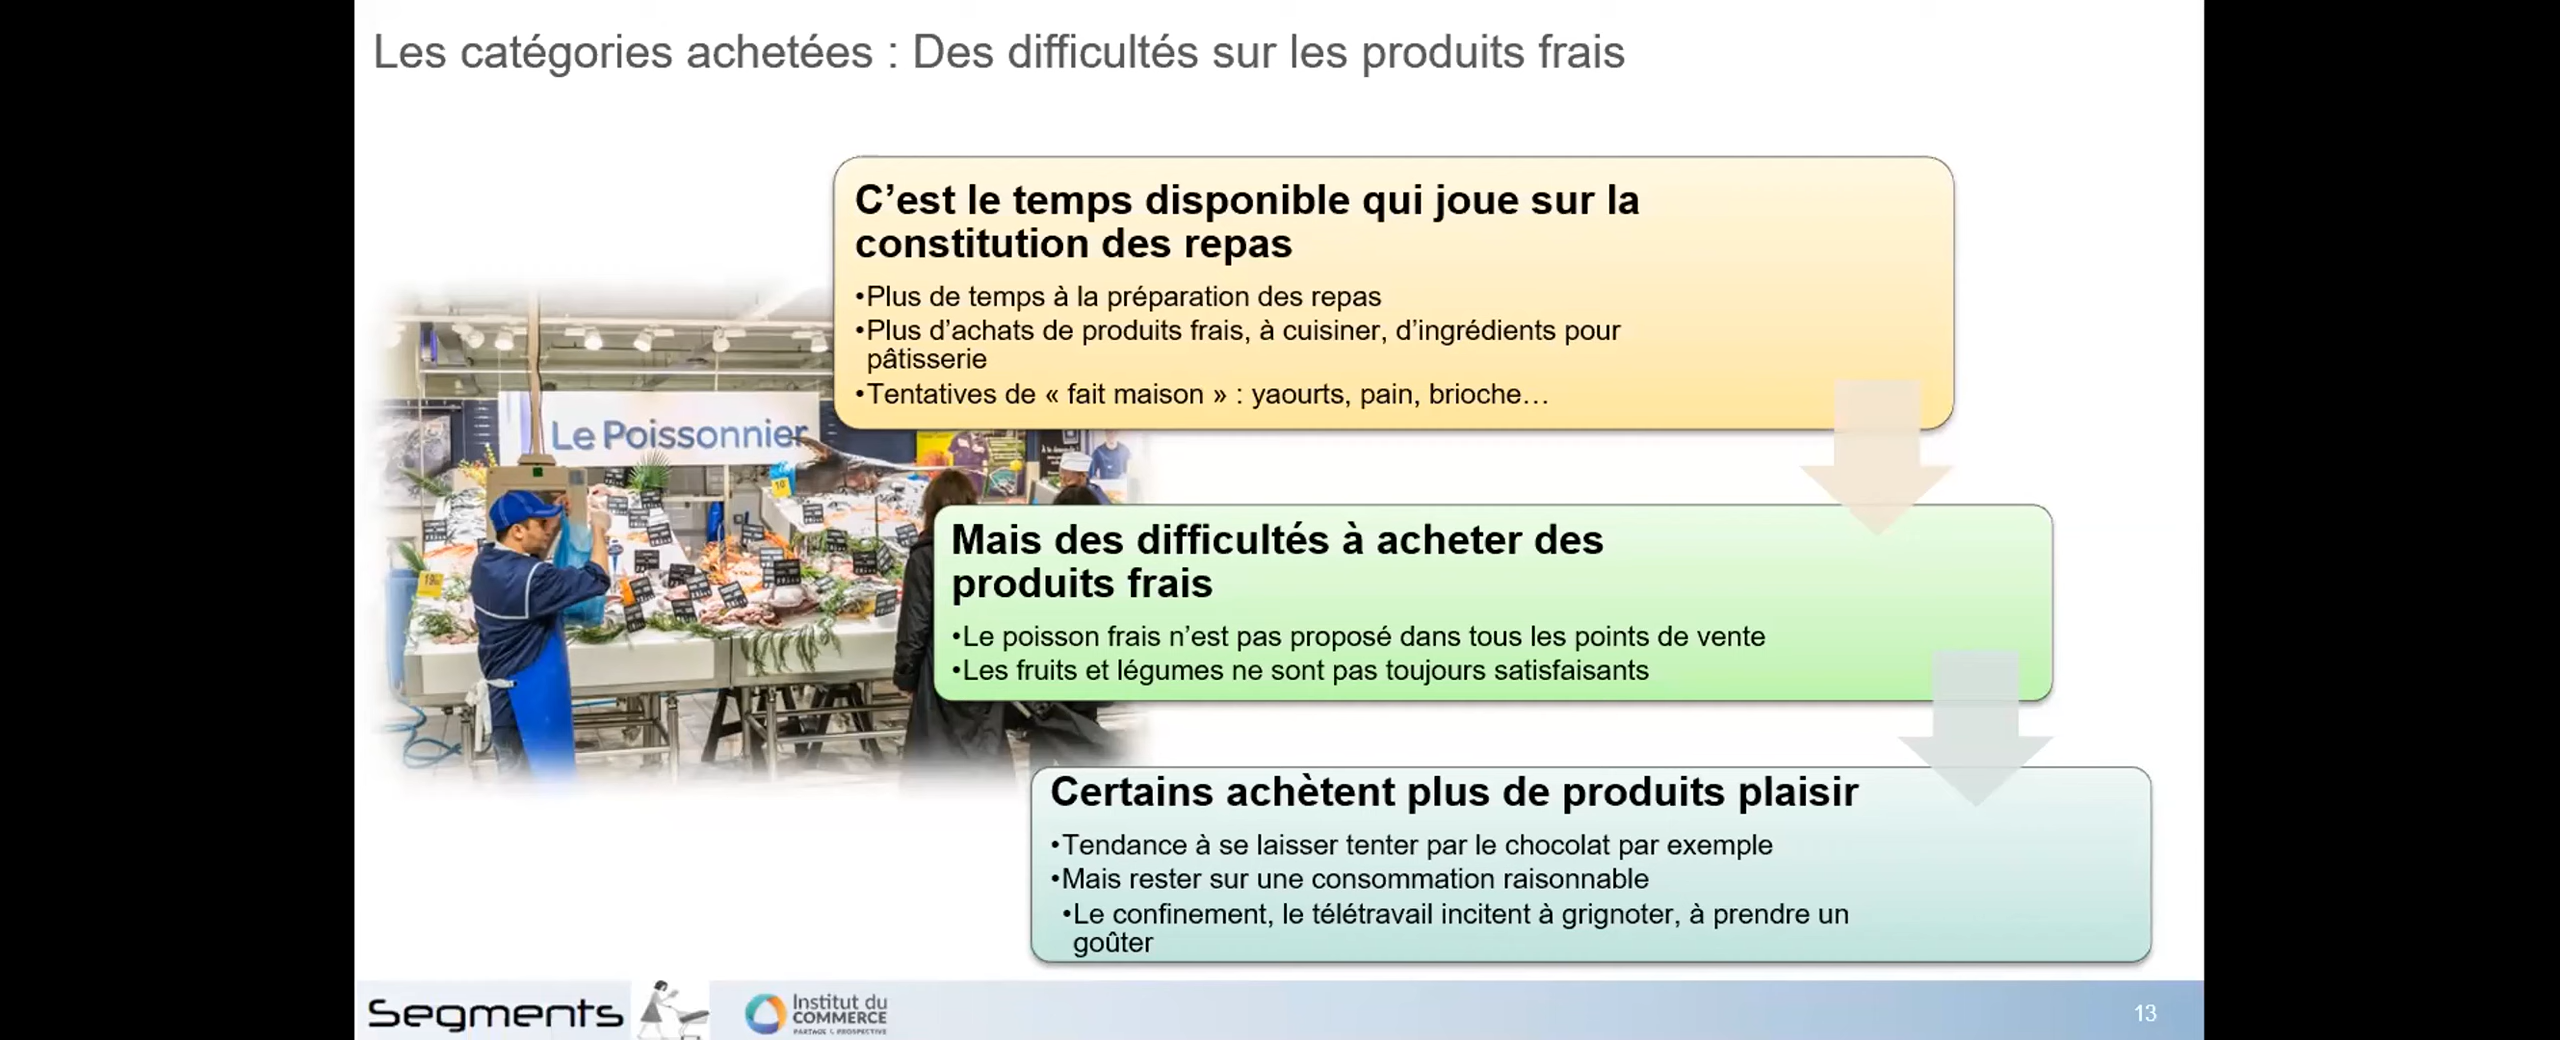 Les catégories achetées : Des difficultés sur les produits frais
C’est le temps disponible qui joue sur la
constitution des repas
•Plus de temps à la préparation des repas
•Plus d’achats de produits frais, à cuisiner, d’ingrédients pour
pâtisserie
•Tentatives de « fait maison » : yaourts, pain, brioche…
Le Poissonnier
Mais des difficultés à acheter des
produits frais
•Le poisson frais n’est pas proposé dans tous les points de vente
•Les fruits et légumes ne sont pas toujours satisfaisants
Certains achètent plus de produits plaisir
•Tendance à se laisser tenter par le chocolat par exemple
•Mais rester sur une consommation raisonnable
•Le confinement, le télétravail incitent à grignoter, à prendre un
goûter
Segments
Institut du
COMMERCE
PARTAGE & PROSPECTIVE
13